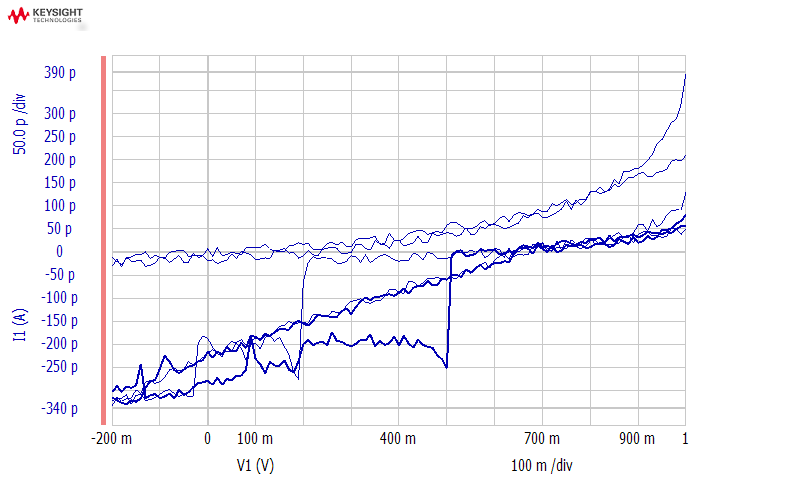 KEYSIGHT
TECHNOLOGIES
50.0 p /div
I1 (A)
390 p
300 p
250 p
200 p
150 p
100 p
50 p
0
-50 p
-100 p
-150 p
-200 p
-250 p
-340 p
-200 m 0 100 m 400 m 700 m 900 m 1
V1 (V) 100 m /div